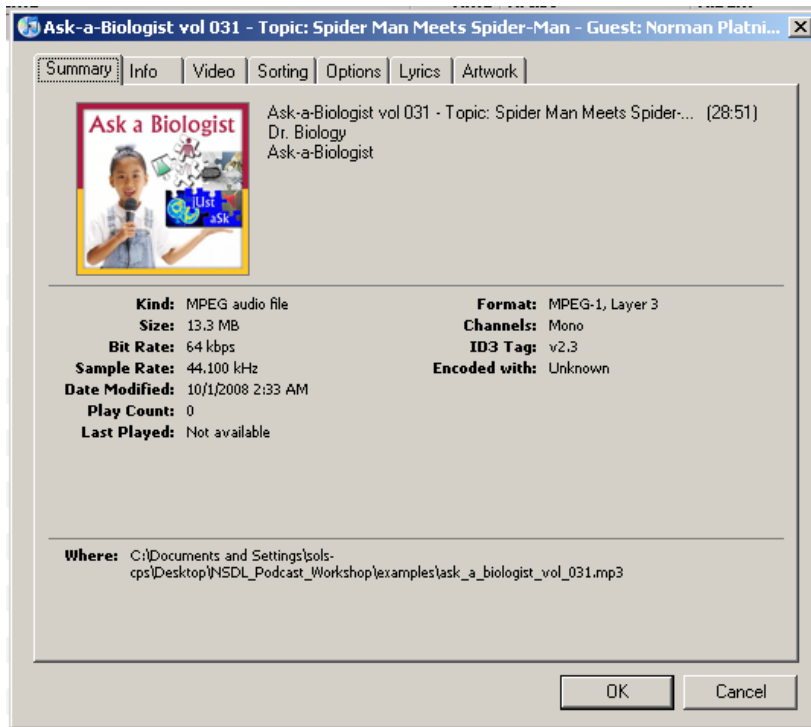 Ask-a-Biologist vol 031 - Topic: Spider Man Meets Spider-Man - Guest: Norman Platni...
Summary Info Video Sorting Options Lyrics Artwork
Ask a Biologist
jUst
aSk
Ask-a-Biologist vol 031 - Topic: Spider Man Meets Spider-... (28:51)
Dr. Biology
Ask-a-Biologist
Kind: MPEG audio file
Size: 13.3 MB
Bit Rate: 64 kbps
Sample Rate: 44.100 kHz
Date Modified: 10/1/2008 2:33 AM
Play Count: 0
Last Played: Not available
Format: MPEG-1, Layer 3
Channels: Mono
ID3 Tag: v2.3
Encoded with: Unknown
Where: C:\Documents and Settings\sols-
cps\Desktop\NSDL_Podcast_Workshop\examples\ask_a_biologist_vol_031.mp3
OK Cancel